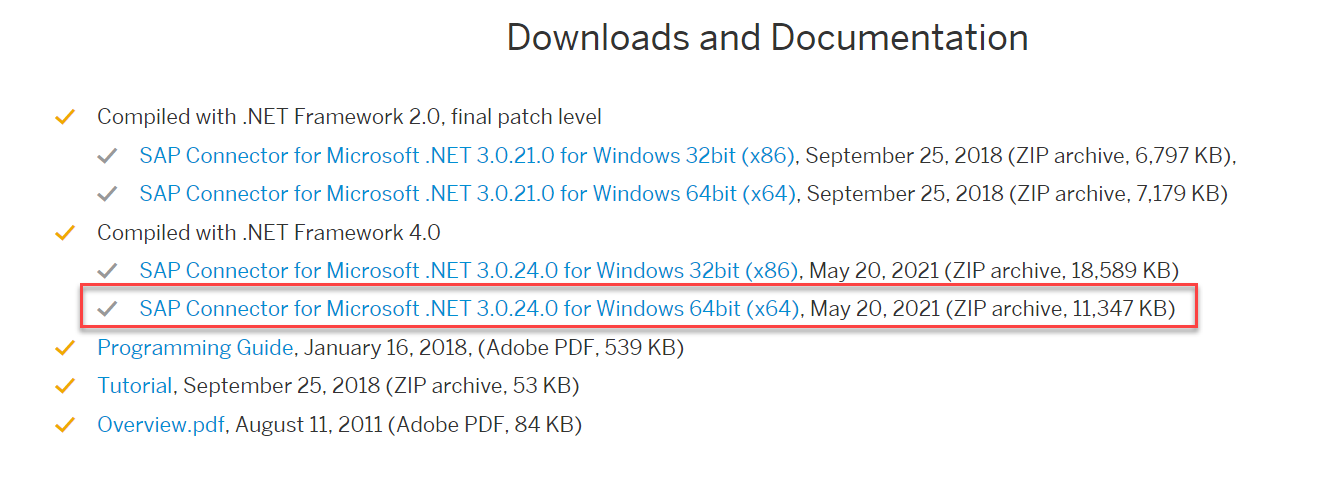 Downloads and Documentation
Compiled with .NET Framework 2.0, final patch level
SAP Connector for Microsoft .NET 3.0.21.0 for Windows 32bit (x86), September 25, 2018 (ZIP archive, 6,797 KB),
SAP Connector for Microsoft .NET 3.0.21.0 for Windows 64bit (x64), September 25, 2018 (ZIP archive, 7,179 KB)
Compiled with .NET Framework 4.0
SAP Connector for Microsoft .NET 3.0.24.0 for Windows 32bit (x86), May 20, 2021 (ZIP archive, 18,589 KB)
SAP Connector for Microsoft .NET 3.0.24.0 for Windows 64bit (x64), May 20, 2021 (ZIP archive, 11,347 KB)
Programming Guide, January 16, 2018, (Adobe PDF, 539 KB)
Tutorial, September 25, 2018 (ZIP archive, 53 KB)
Overview.pdf, August 11, 2011 (Adobe PDF, 84 KB)